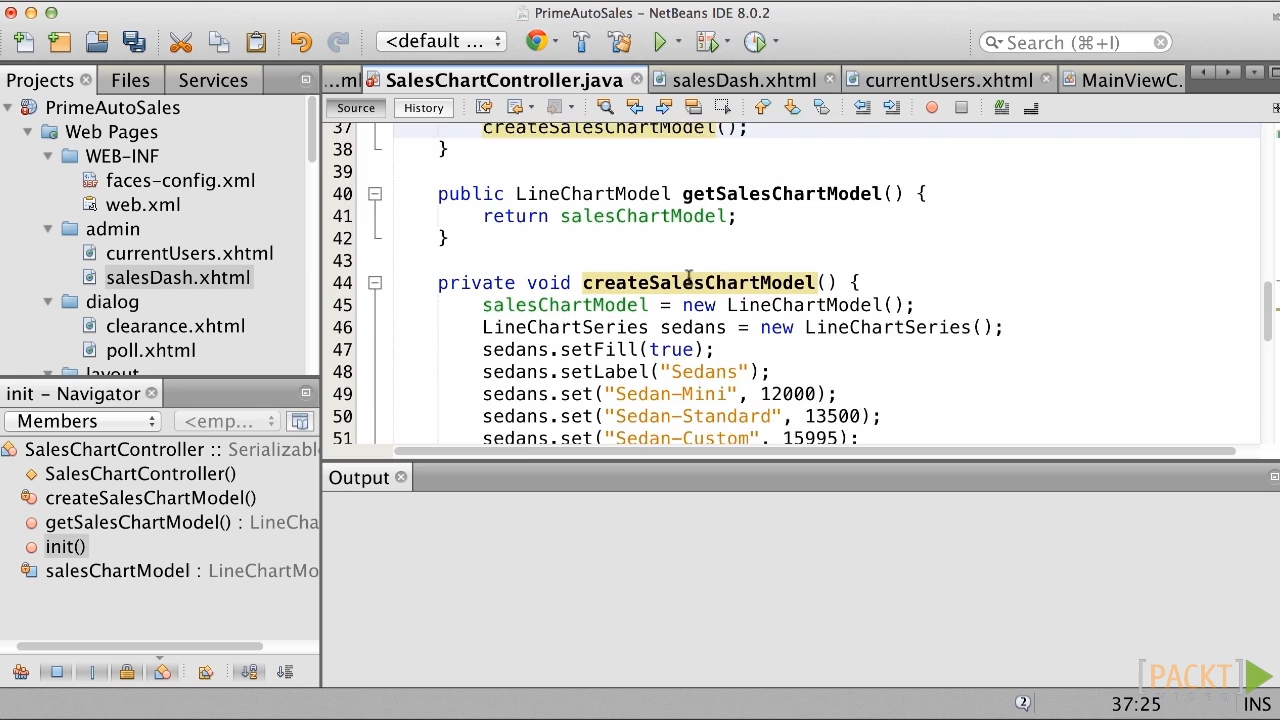 PrimeAutoSales - NetBeans IDE 8.0.2
<default ...
Search (⌘+I)
Projects
Files
Services
...ml
SalesChartController.java
salesDash.xhtml
currentUsers.xhtml
MainViewC.
Source
History
PrimeAutoSales
Web Pages
WEB-INF
faces-config.xml
web.xml
admin
currentUsers.xhtml
salesDash.xhtml
dialog
clearance.xhtml
poll.xhtml
layout
37 createSalesChartModel();
38 }
39
40 public LineChartModel getSalesChartModel() {
41 return salesChartModel;
42 }
43
44 private void createSalesChartModel() {
45 salesChartModel = new LineChartModel();
46 LineChartSeries sedans = new LineChartSeries();
47 sedans.setFill(true);
48 sedans.setLabel("Sedans");
49 sedans.set("Sedan-Mini", 12000);
50 sedans.set("Sedan-Standard", 13500);
51 sedans.set("Sedan-Custom", 15995);
init - Navigator
Members
<emp...
SalesChartController :: Serializabl
SalesChartController()
createSalesChartModel()
getSalesChartModel() : LineCha
init()
salesChartModel : LineChartMo
Output
PACKT
2
37:25
INS